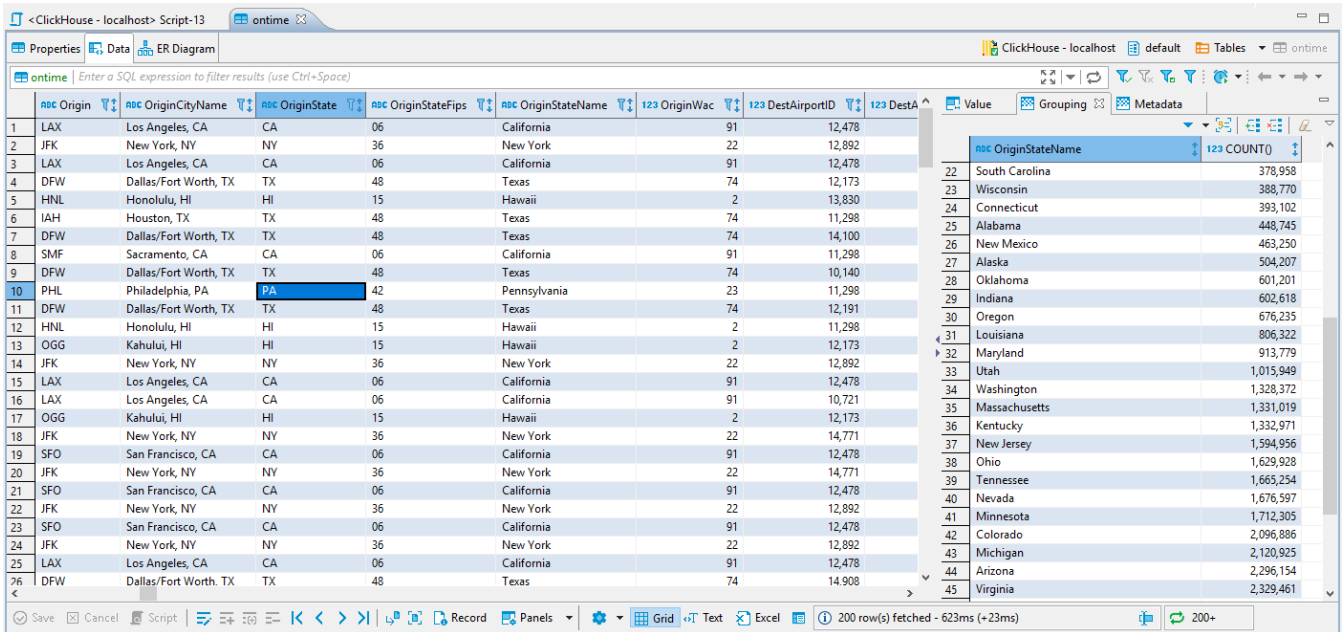 <ClickHouse - localhost> Script-13 ontime
Properties Data ER Diagram ClickHouse - localhost default Tables ontime
ontime Enter a SQL expression to filter results (use Ctrl+Space)
ABC Origin ABC OriginCityName ABC OriginState ABC OriginStateFips ABC OriginStateName 123 OriginWac 123 DestAirportID 123 DestA
1 LAX Los Angeles, CA CA 06 California 91 12,478
2 JFK New York, NY NY 36 New York 22 12,892
3 LAX Los Angeles, CA CA 06 California 91 12,478
4 DFW Dallas/Fort Worth, TX TX 48 Texas 74 12,173
5 HNL Honolulu, HI HI 15 Hawaii 2 13,830
6 IAH Houston, TX TX 48 Texas 74 11,298
7 DFW Dallas/Fort Worth, TX TX 48 Texas 74 14,100
8 SMF Sacramento, CA CA 06 California 91 11,298
9 DFW Dallas/Fort Worth, TX TX 48 Texas 74 10,140
10 PHL Philadelphia, PA PA 42 Pennsylvania 23 11,298
11 DFW Dallas/Fort Worth, TX TX 48 Texas 74 12,191
12 HNL Honolulu, HI HI 15 Hawaii 2 11,298
13 OGG Kahului, HI HI 15 Hawaii 2 12,173
14 JFK New York, NY NY 36 New York 22 12,892
15 LAX Los Angeles, CA CA 06 California 91 12,478
16 LAX Los Angeles, CA CA 06 California 91 10,721
17 OGG Kahului, HI HI 15 Hawaii 2 12,173
18 JFK New York, NY NY 36 New York 22 14,771
19 SFO San Francisco, CA CA 06 California 91 12,478
20 JFK New York, NY NY 36 New York 22 14,771
21 SFO San Francisco, CA CA 06 California 91 12,478
22 JFK New York, NY NY 36 New York 22 12,892
23 SFO San Francisco, CA CA 06 California 91 12,478
24 JFK New York, NY NY 36 New York 22 12,892
25 LAX Los Angeles, CA CA 06 California 91 12,478
26 DFW Dallas/Fort Worth, TX TX 48 Texas 74 14,908
Value Grouping Metadata
ABC OriginStateName 123 COUNT()
22 South Carolina 378,958
23 Wisconsin 388,770
24 Connecticut 393,102
25 Alabama 448,745
26 New Mexico 463,250
27 Alaska 504,207
28 Oklahoma 601,201
29 Indiana 602,618
30 Oregon 676,235
31 Louisiana 806,322
32 Maryland 913,779
33 Utah 1,015,949
34 Washington 1,328,372
35 Massachusetts 1,331,019
36 Kentucky 1,332,971
37 New Jersey 1,594,956
38 Ohio 1,629,928
39 Tennessee 1,665,254
40 Nevada 1,676,597
41 Minnesota 1,712,305
42 Colorado 2,096,886
43 Michigan 2,120,925
44 Arizona 2,296,154
45 Virginia 2,329,461
Save Cancel Script Record Panels Grid Text Excel 200 row(s) fetched - 623ms (+23ms) 200+